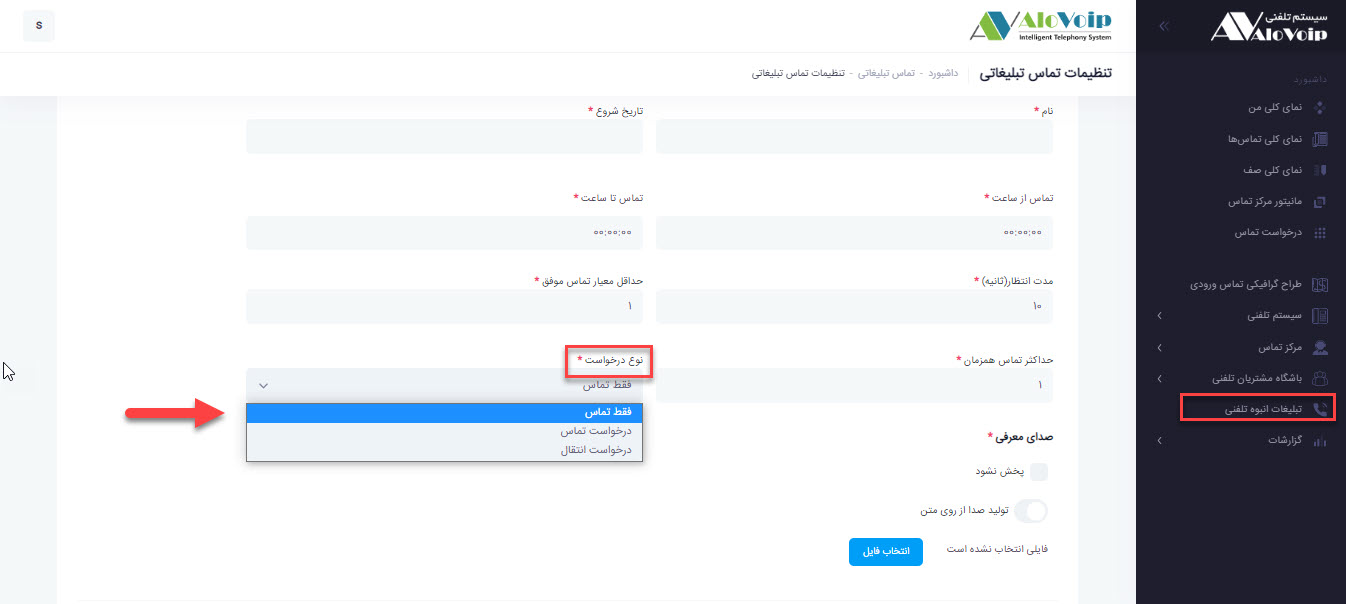 سیستم تلفنی
AloVoip
داشبورد
نمای کلی من
نمای کلی تماس‌ها
نمای کلی صف
مانیتور مرکز تماس
درخواست تماس
طراح گرافیکی تماس ورودی
سیستم تلفنی
مرکز تماس
باشگاه مشتریان تلفنی
تبلیغات انبوه تلفنی
گزارشات
AloVoip
Intelligent Telephony System
S
تنظیمات تماس تبلیغاتی
داشبورد - تماس تبلیغاتی - تنظیمات تماس تبلیغاتی
نام *
تاریخ شروع *
تماس از ساعت *
تماس تا ساعت *
۰۰:۰۰:۰۰
۰۰:۰۰:۰۰
مدت انتظار(ثانیه) *
حداقل معیار تماس موفق *
۱۰
۱
حداکثر تماس همزمان *
نوع درخواست *
۱
فقط تماس
فقط تماس
درخواست تماس
درخواست انتقال
صدای معرفی *
پخش نشود
تولید صدا از روی متن
فایلی انتخاب نشده است
انتخاب فایل